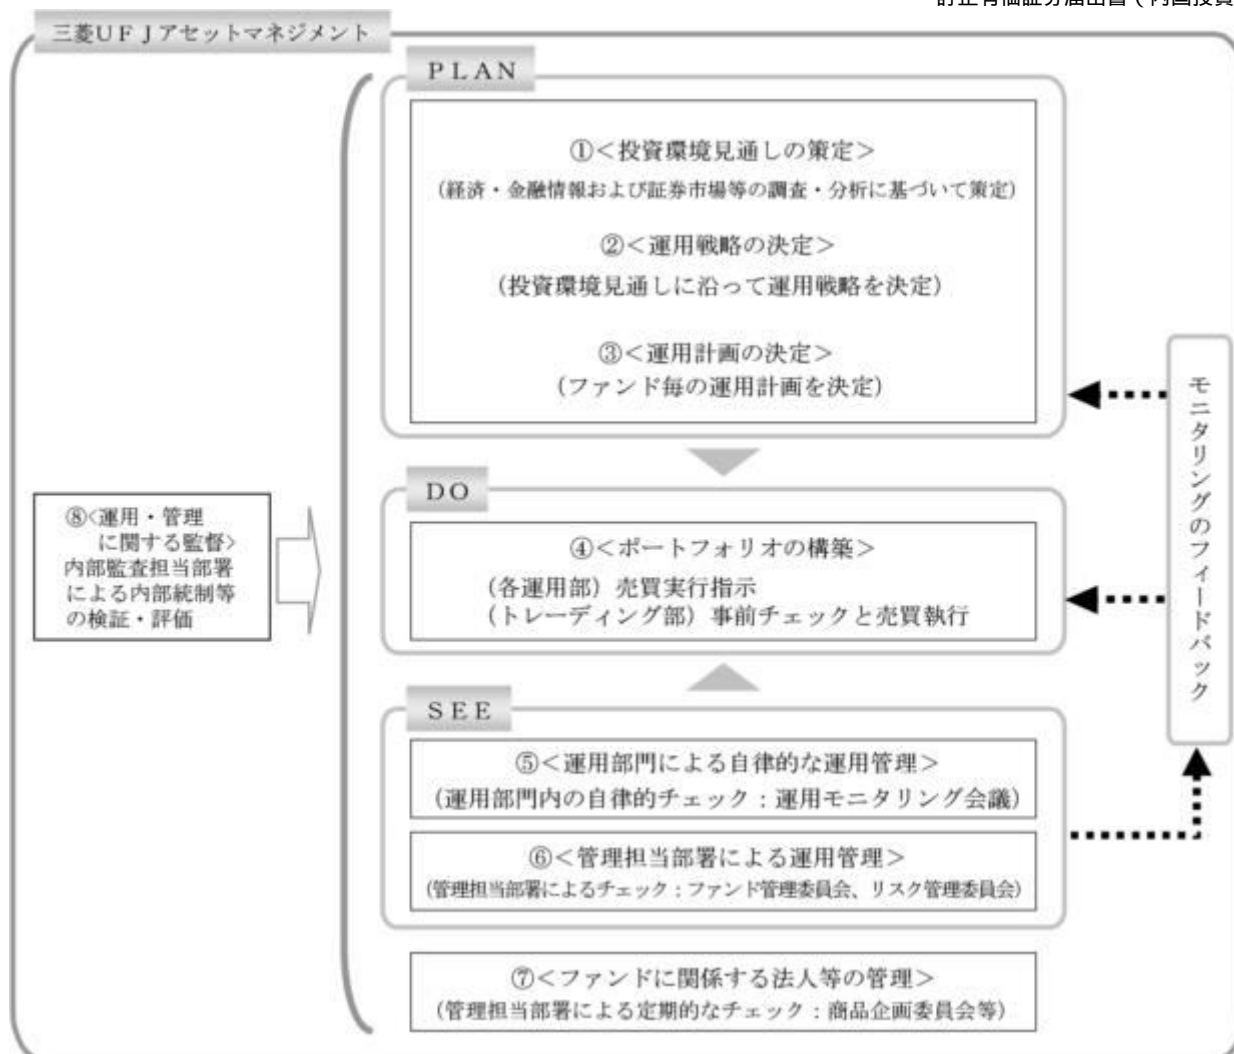 訂正有価証券届出書（内国投資
三菱ＵＦＪアセットマネジメント
ＰＬＡＮ
①＜投資環境見通しの策定＞
（経済・金融情報および証券市場等の調査・分析に基づいて策定）
②＜運用戦略の決定＞
（投資環境見通しに沿って運用戦略を決定）
③＜運用計画の決定＞
（ファンド毎の運用計画を決定）
ＤＯ
④＜ポートフォリオの構築＞
（各運用部）売買実行指示
（トレーディング部）事前チェックと売買執行
ＳＥＥ
⑤＜運用部門による自律的な運用管理＞
（運用部門内の自律的チェック：運用モニタリング会議）
⑥＜管理担当部署による運用管理＞
（管理担当部署によるチェック：ファンド管理委員会、リスク管理委員会）
⑦＜ファンドに関係する法人等の管理＞
（管理担当部署による定期的なチェック：商品企画委員会等）
⑧＜運用・管理
に関する監督＞
内部監査担当部署
による内部統制等
の検証・評価
モニタリングのフィードバック